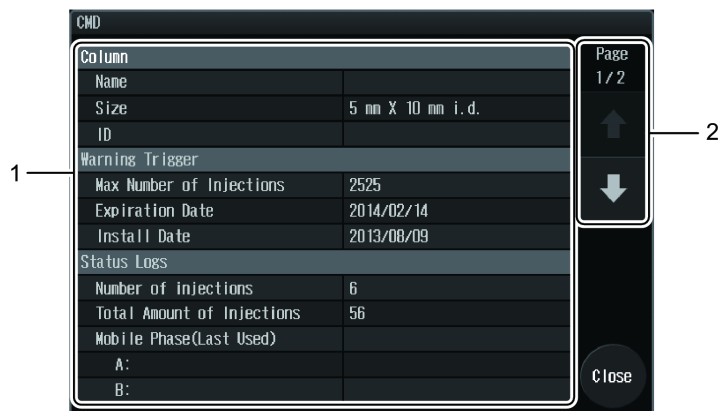 CMD
Column
Page
1/2
Name
Size 5 mm X 10 mm i.d.
ID
2
Warning Trigger
1
Max Number of Injections 2525
Expiration Date 2014/02/14
Install Date 2013/08/09
Status Logs
Number of injections 6
Total Amount of Injections 56
Mobile Phase(Last Used)
A:
B:
Close